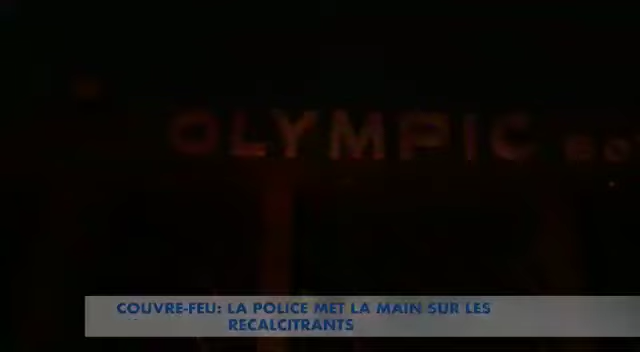 OLYMPIC
COUVRE-FEU: LA POLICE MET LA MAIN SUR LES
RECALCITRANTS